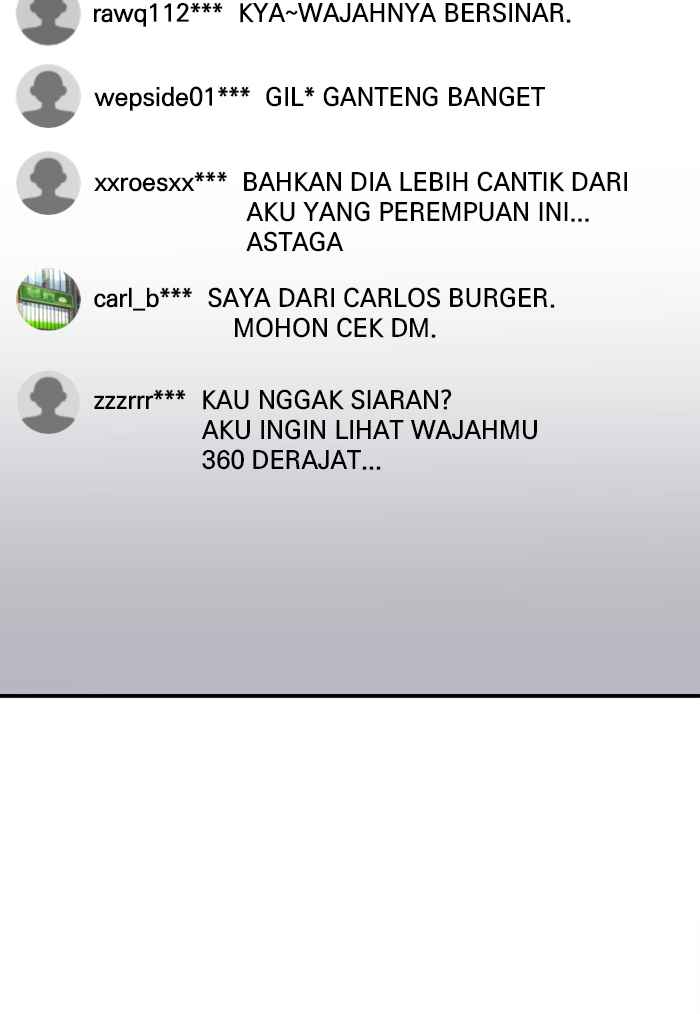 rawq112*** KYA~WAJAHNYA BERSINAR.
wepside01*** GIL* GANTENG BANGET
xxroesxx*** BAHKAN DIA LEBIH CANTIK DARI
AKU YANG PEREMPUAN INI...
ASTAGA
carl_b*** SAYA DARI CARLOS BURGER.
MOHON CEK DM.
zzzrrr*** KAU NGGAK SIARAN?
AKU INGIN LIHAT WAJAHMU
360 DERAJAT...